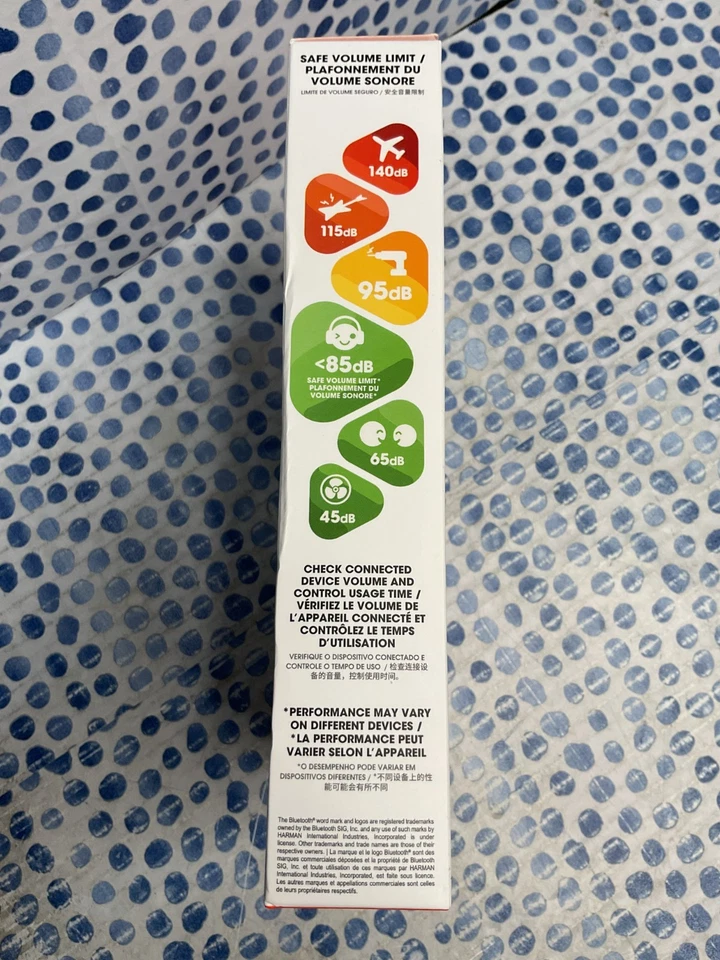 SAFE VOLUME LIMIT /
PLAFONNEMENT DU
VOLUME SONORE
LIMITE DE VOLUME SEGURO / 安全音量限制
140dB
115dB
95dB
<85dB
SAFE VOLUME LIMIT*
PLAFONNEMENT DU
VOLUME SONORE*
65dB
45dB
CHECK CONNECTED
DEVICE VOLUME AND
CONTROL USAGE TIME /
VÉRIFIEZ LE VOLUME DE
L'APPAREIL CONNECTÉ ET
CONTRÔLEZ LE TEMPS
D'UTILISATION
VERIFIQUE O DISPOSITIVO CONECTADO E
CONTROLE O TEMPO DE USO / 检查连接设
备的音量，控制使用时间。
*PERFORMANCE MAY VARY
ON DIFFERENT DEVICES /
*LA PERFORMANCE PEUT
VARIER SELON L'APPAREIL
*O DESEMPENHO PODE VARIAR EM
DISPOSITIVOS DIFERENTES / *不同设备上的性
能可能会有所不同
The Bluetooth® word mark and logos are registered trademarks
owned by the Bluetooth SIG, Inc. and any use of such marks by
HARMAN International Industries, Incorporated is under
license. Other trademarks and trade names are those of their
respective owners. | La marque et le logo Bluetooth® sont des
marques commerciales déposées et la propriété de Bluetooth
SIG, Inc. et toute utilisation de ces marques par HARMAN
International Industries, Incorporated, est faite sous licence.
Les autres marques et appellations commerciales sont celles
de leurs propriétaires respectifs.